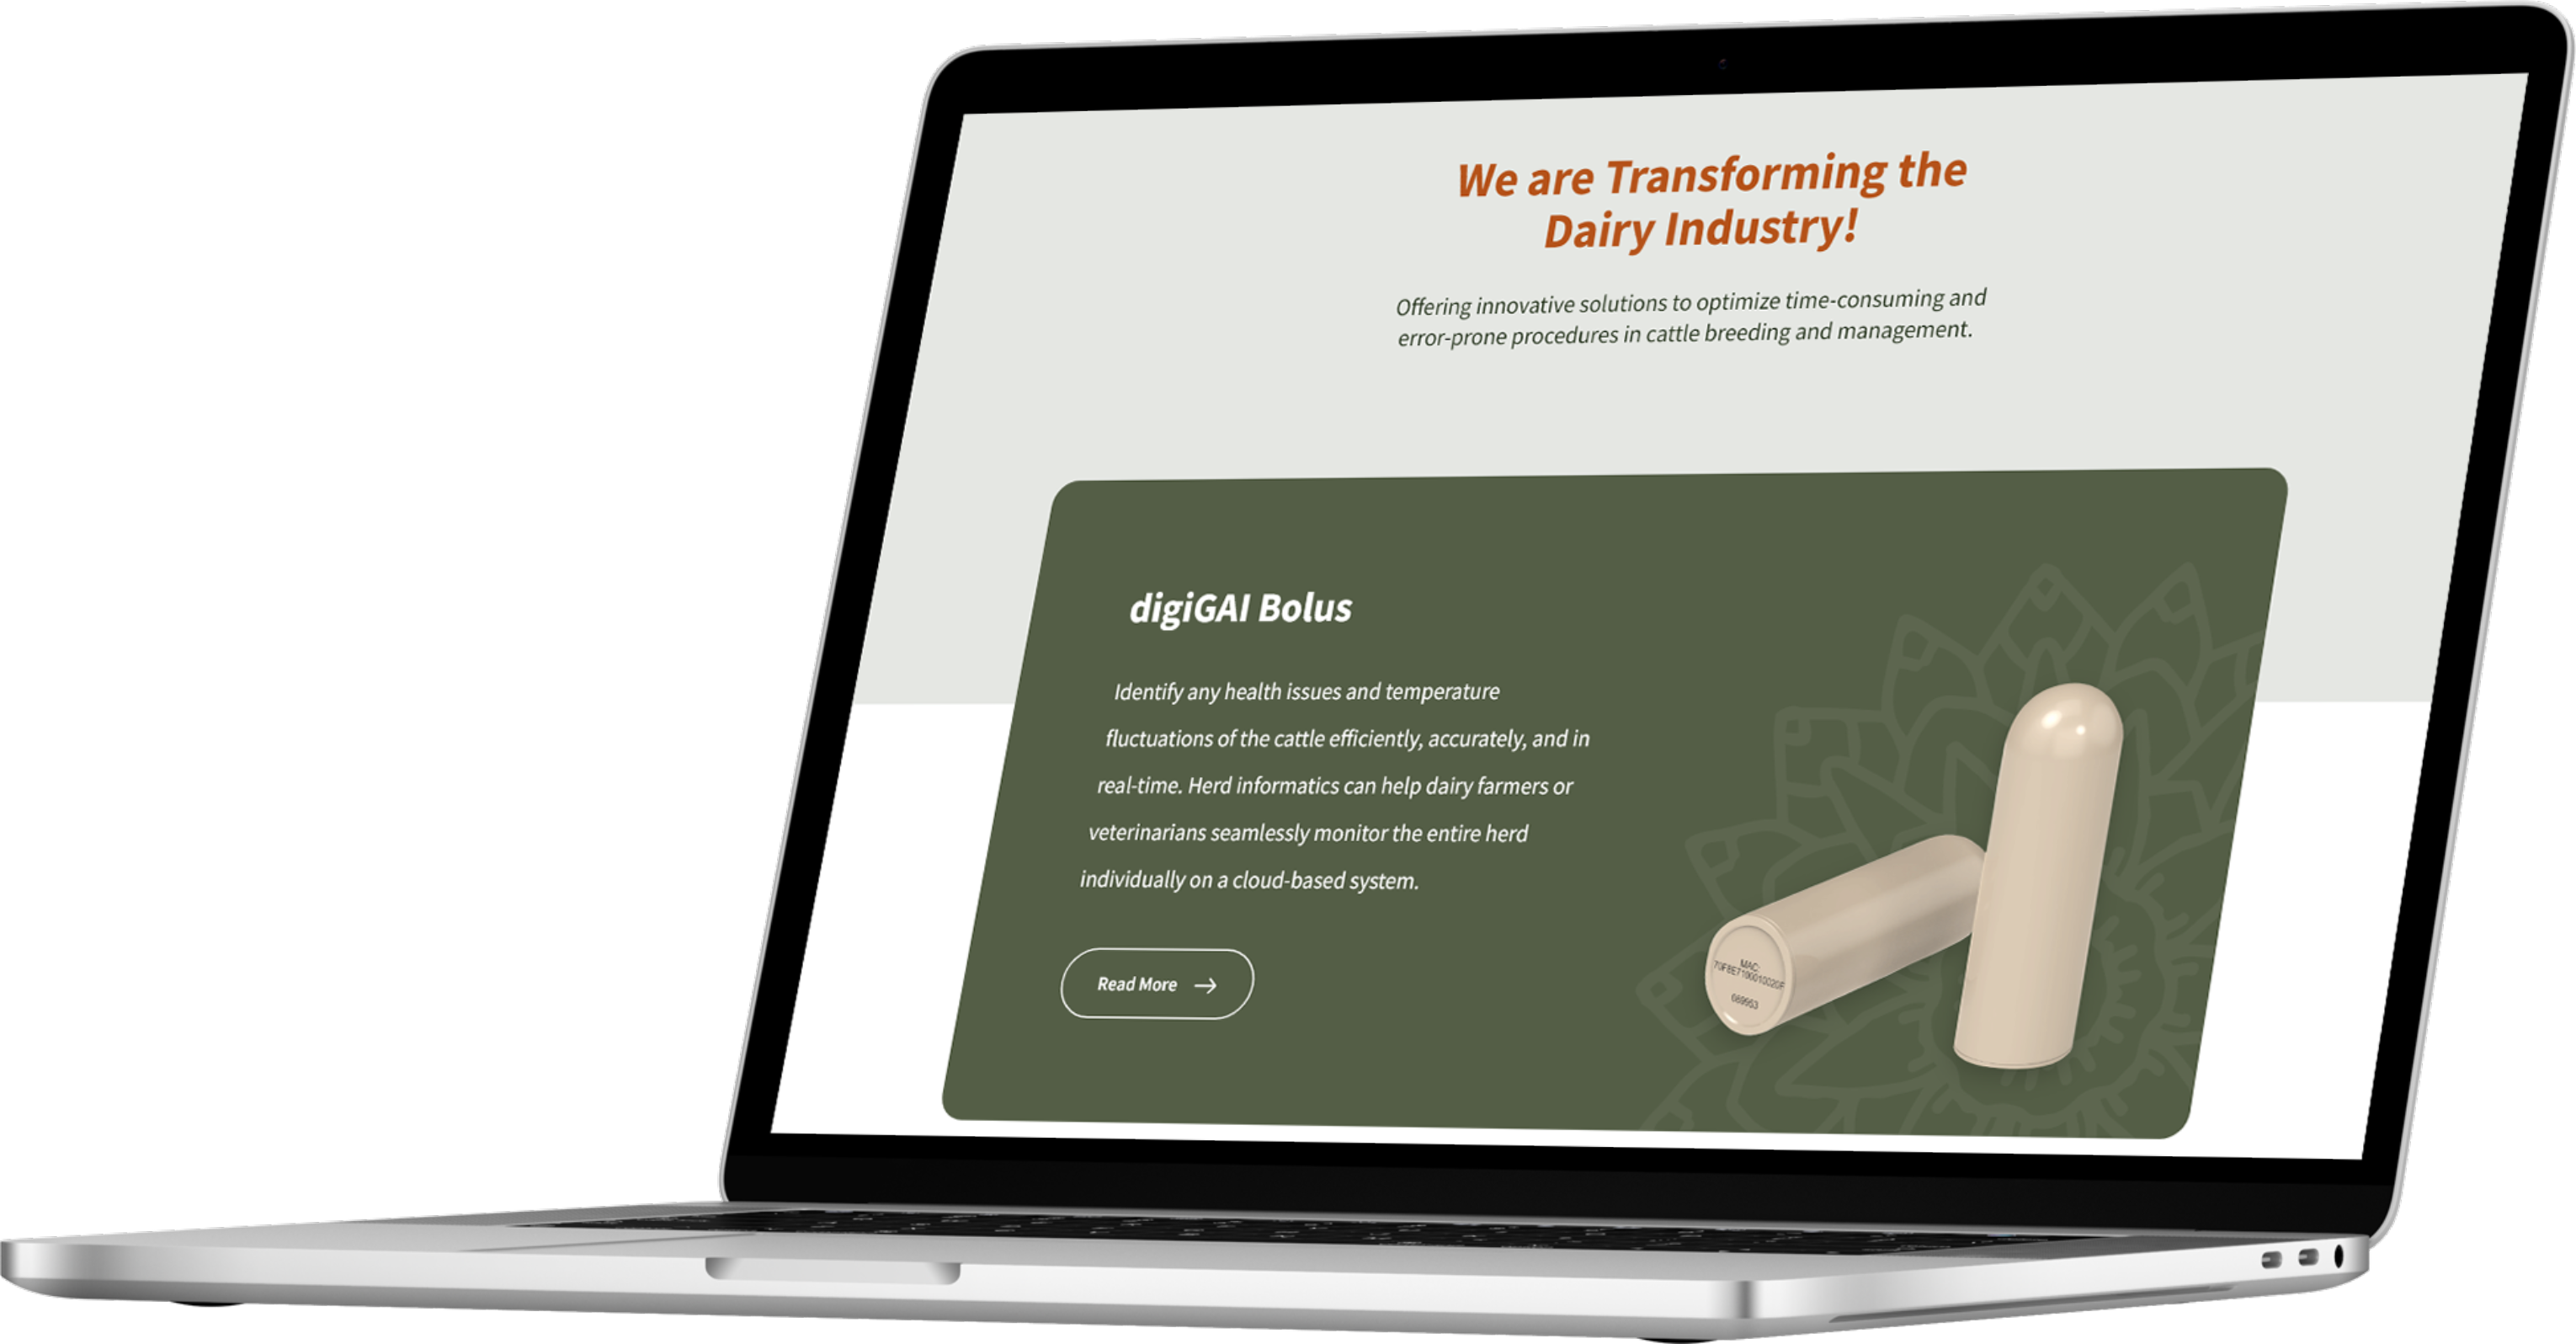 We are Transforming the
Dairy Industry!
Offering innovative solutions to optimize time-consuming and
error-prone procedures in cattle breeding and management.
digiGAI Bolus
Identify any health issues and temperature
fluctuations of the cattle efficiently, accurately, and in
real-time. Herd informatics can help dairy farmers or
veterinarians seamlessly monitor the entire herd
individually on a cloud-based system.
Read More
MAC: